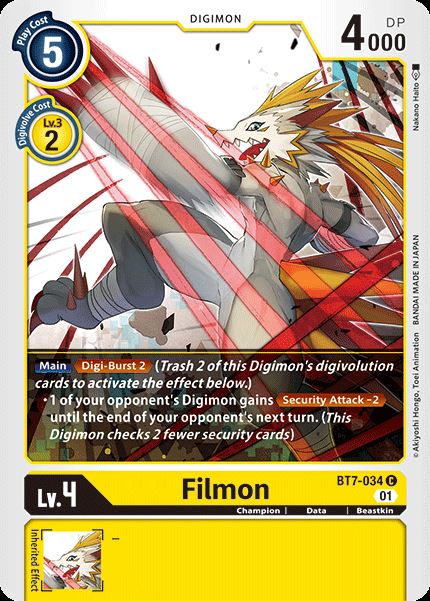 Play Cost
5
DIGIMON
4000 DP
Digivolve Cost
Lv.3
2
Nakano Haito
Main Digi-Burst 2 (Trash 2 of this Digimon's digivolution
cards to activate the effect below.)
•1 of your opponent's Digimon gains Security Attack -2
until the end of your opponent's next turn. (This
Digimon checks 2 fewer security cards)
© Akiyoshi Hongo, Toei Animation BANDAI MADE IN JAPAN
Lv.4
Filmon
BT7-034 C
01
Champion | Data | Beastkin
Inherited Effect
–